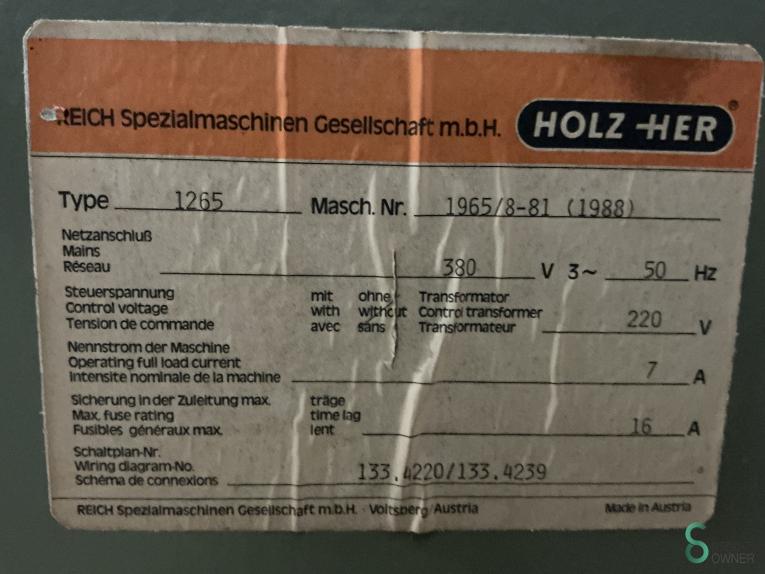 REICH Spezialmaschinen Gesellschaft m.b.H. HOLZ-HER ®
Type 1265 Masch. Nr. 1965/8-81 (1988)
Netzanschluß
Mains
Réseau 380 V 3~ 50 Hz
Steuerspannung mit ohne Transformator
Control voltage with without Control transformer
Tension de commande avec sans Transformateur 220 V
Nennstrom der Maschine
Operating full load current
Intensite nominale de la machine 7 A
Sicherung in der Zuleitung max. träge
Max. fuse rating time lag
Fusibles généraux max. lent 16 A
Schaltplan-Nr.
Wiring diagram-No.
Schéma de connexions 133.4220/133.4239
REICH Spezialmaschinen Gesellschaft m.b.H. · Voitsberg/Austria Made in Austria
OWNER